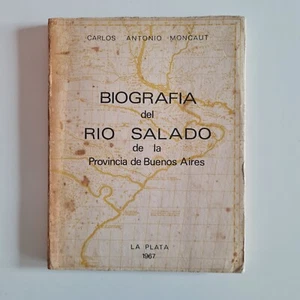 CARLOS ANTONIO MONCAUT
BIOGRAFIA
del
RIO SALADO
de la
Provincia de Buenos Aires
LA PLATA
1967